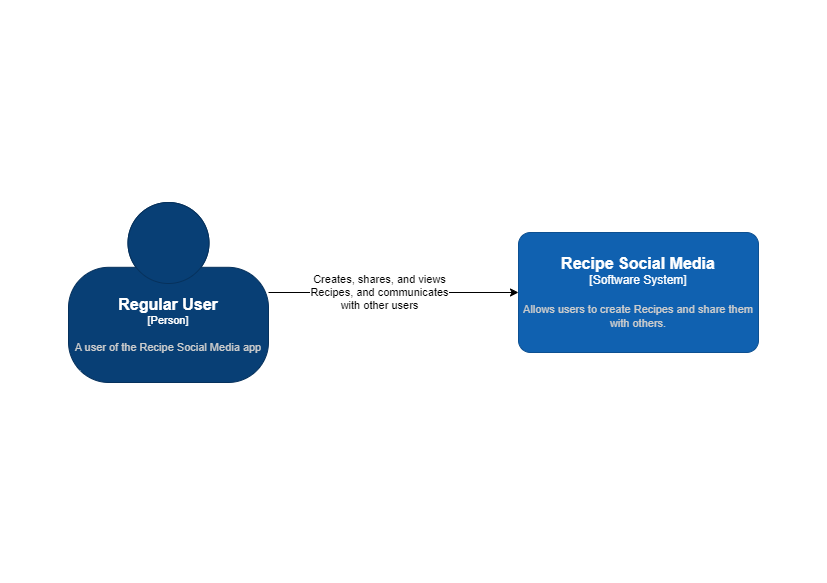 Regular User
[Person]
A user of the Recipe Social Media app
Creates, shares, and views
Recipes, and communicates
with other users
Recipe Social Media
[Software System]
Allows users to create Recipes and share them
with others.